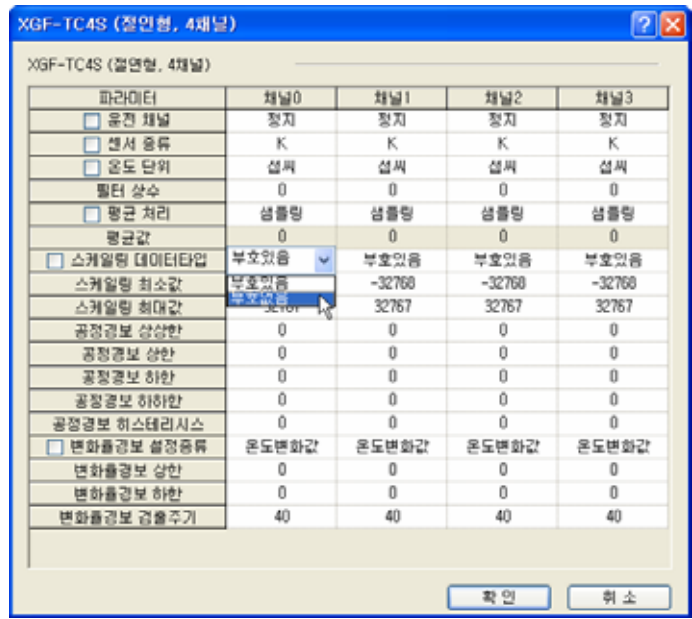 XGF-TC4S (절연형, 4채널)
XGF-TC4S (절연형, 4채널)
파라미터 채널0 채널1 채널2 채널3
운전 채널 정지 정지 정지 정지
센서 종류 K K K K
온도 단위 섭씨 섭씨 섭씨 섭씨
필터 상수 0 0 0 0
평균 처리 샘플링 샘플링 샘플링 샘플링
평균값 0 0 0 0
스케일링 데이터타입 부호있음 부호있음 부호있음 부호있음
스케일링 최소값 부호있음 -32768 -32768 -32768
부호없음
스케일링 최대값 32767 32767 32767 32767
공정경보 상상한 0 0 0 0
공정경보 상한 0 0 0 0
공정경보 하한 0 0 0 0
공정경보 하하한 0 0 0 0
공정경보 히스테리시스 0 0 0 0
변화율경보 설정종류 온도변화값 온도변화값 온도변화값 온도변화값
변화율경보 상한 0 0 0 0
변화율경보 하한 0 0 0 0
변화율경보 검출주기 40 40 40 40
확인 취소